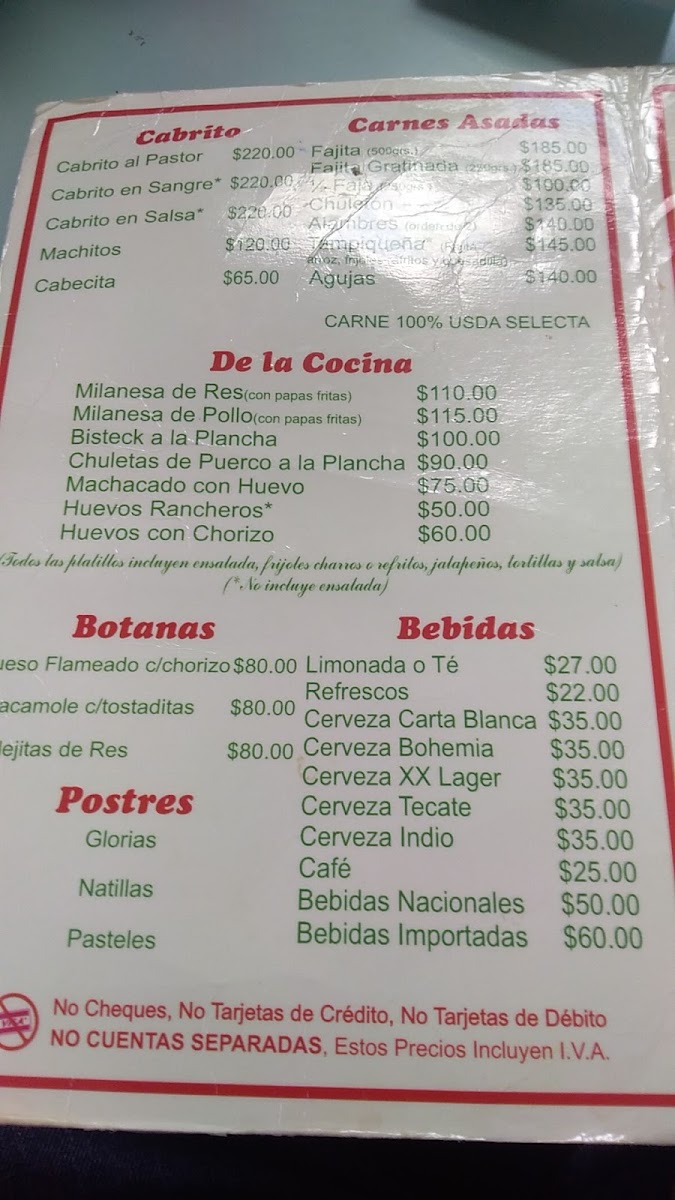 Cabrito
Cabrito al Pastor $220.00
Cabrito en Sangre* $220.00
Cabrito en Salsa* $220.00
Machitos $120.00
Cabecita $65.00
Carnes Asadas
Fajita (500grs.) $185.00
Fajita Gratinada $185.00
$100.00
Chuletón $135.00
Alambres $140.00
Tampiqueña $145.00
Agujas $140.00
CARNE 100% USDA SELECTA
De la Cocina
Milanesa de Res(con papas fritas) $110.00
Milanesa de Pollo(con papas fritas) $115.00
Bisteck a la Plancha $100.00
Chuletas de Puerco a la Plancha $90.00
Machacado con Huevo $75.00
Huevos Rancheros* $50.00
Huevos con Chorizo $60.00
(Todos las platillos incluyen ensalada, frijoles charros o refritos, jalapeños, tortillas y salsa)
(*No incluye ensalada)
Botanas
ueso Flameado c/chorizo $80.00
acamole c/tostaditas $80.00
lejitas de Res $80.00
Postres
Glorias
Natillas
Pasteles
Bebidas
Limonada o Té $27.00
Refrescos $22.00
Cerveza Carta Blanca $35.00
Cerveza Bohemia $35.00
Cerveza XX Lager $35.00
Cerveza Tecate $35.00
Cerveza Indio $35.00
Café $25.00
Bebidas Nacionales $50.00
Bebidas Importadas $60.00
No Cheques, No Tarjetas de Crédito, No Tarjetas de Débito
NO CUENTAS SEPARADAS, Estos Precios Incluyen I.V.A.